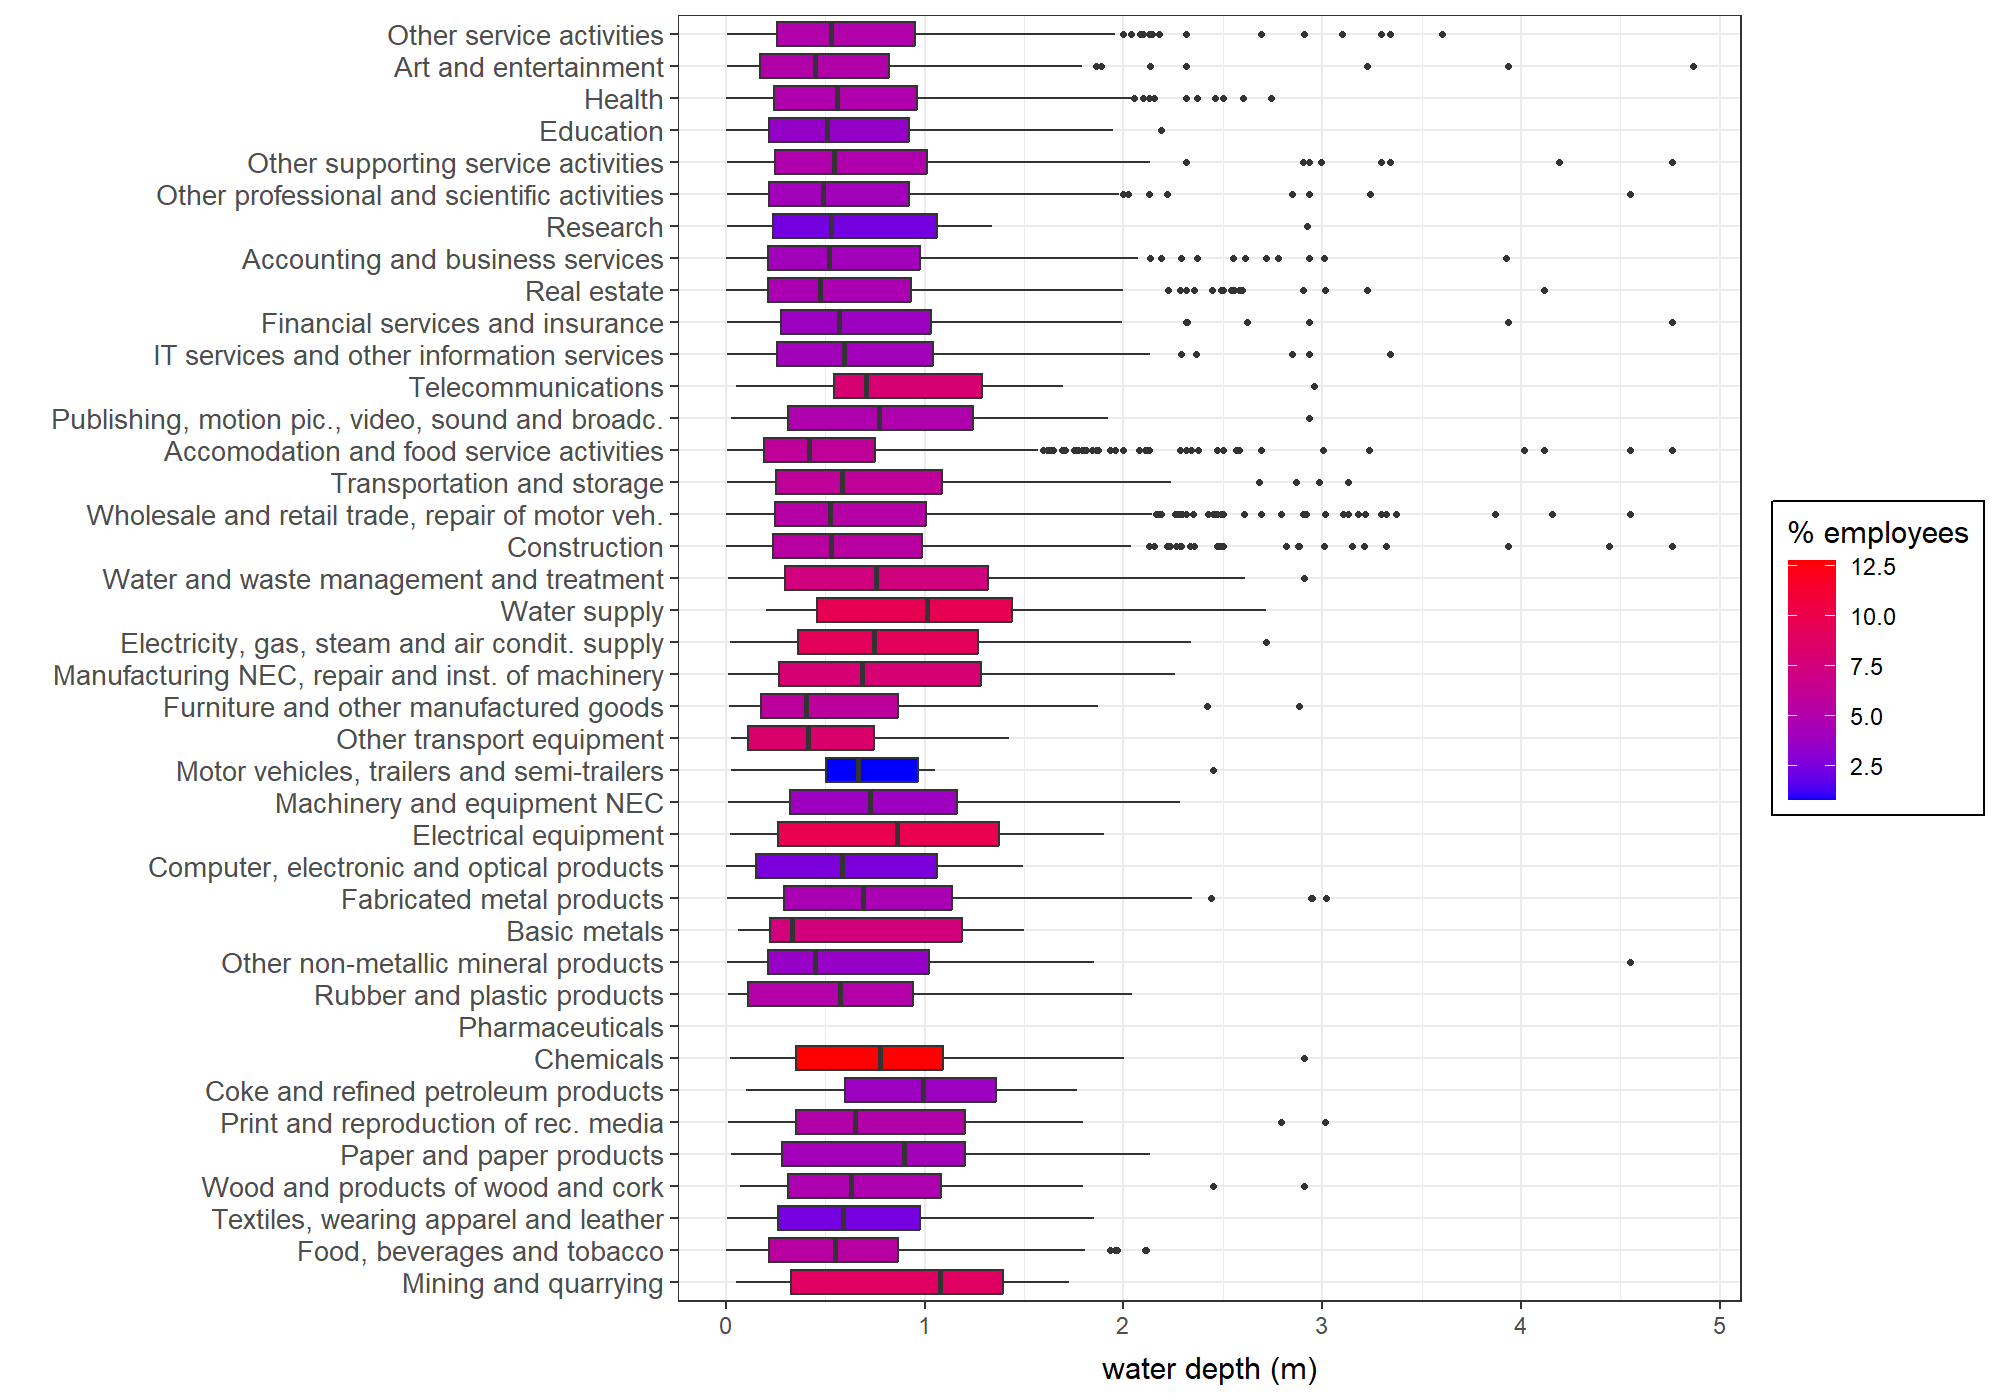 Other service activities
Art and entertainment
Health
Education
Other supporting service activities
Other professional and scientific activities
Research
Accounting and business services
Real estate
Financial services and insurance
IT services and other information services
Telecommunications
Publishing, motion pic., video, sound and broadc.
Accomodation and food service activities
Transportation and storage
Wholesale and retail trade, repair of motor veh.
Construction
Water and waste management and treatment
Water supply
Electricity, gas, steam and air condit. supply
Manufacturing NEC, repair and inst. of machinery
Furniture and other manufactured goods
Other transport equipment
Motor vehicles, trailers and semi-trailers
Machinery and equipment NEC
Electrical equipment
Computer, electronic and optical products
Fabricated metal products
Basic metals
Other non-metallic mineral products
Rubber and plastic products
Pharmaceuticals
Chemicals
Coke and refined petroleum products
Print and reproduction of rec. media
Paper and paper products
Wood and products of wood and cork
Textiles, wearing apparel and leather
Food, beverages and tobacco
Mining and quarrying
0 1 2 3 4 5
water depth (m)
% employees
12.5
10.0
7.5
5.0
2.5